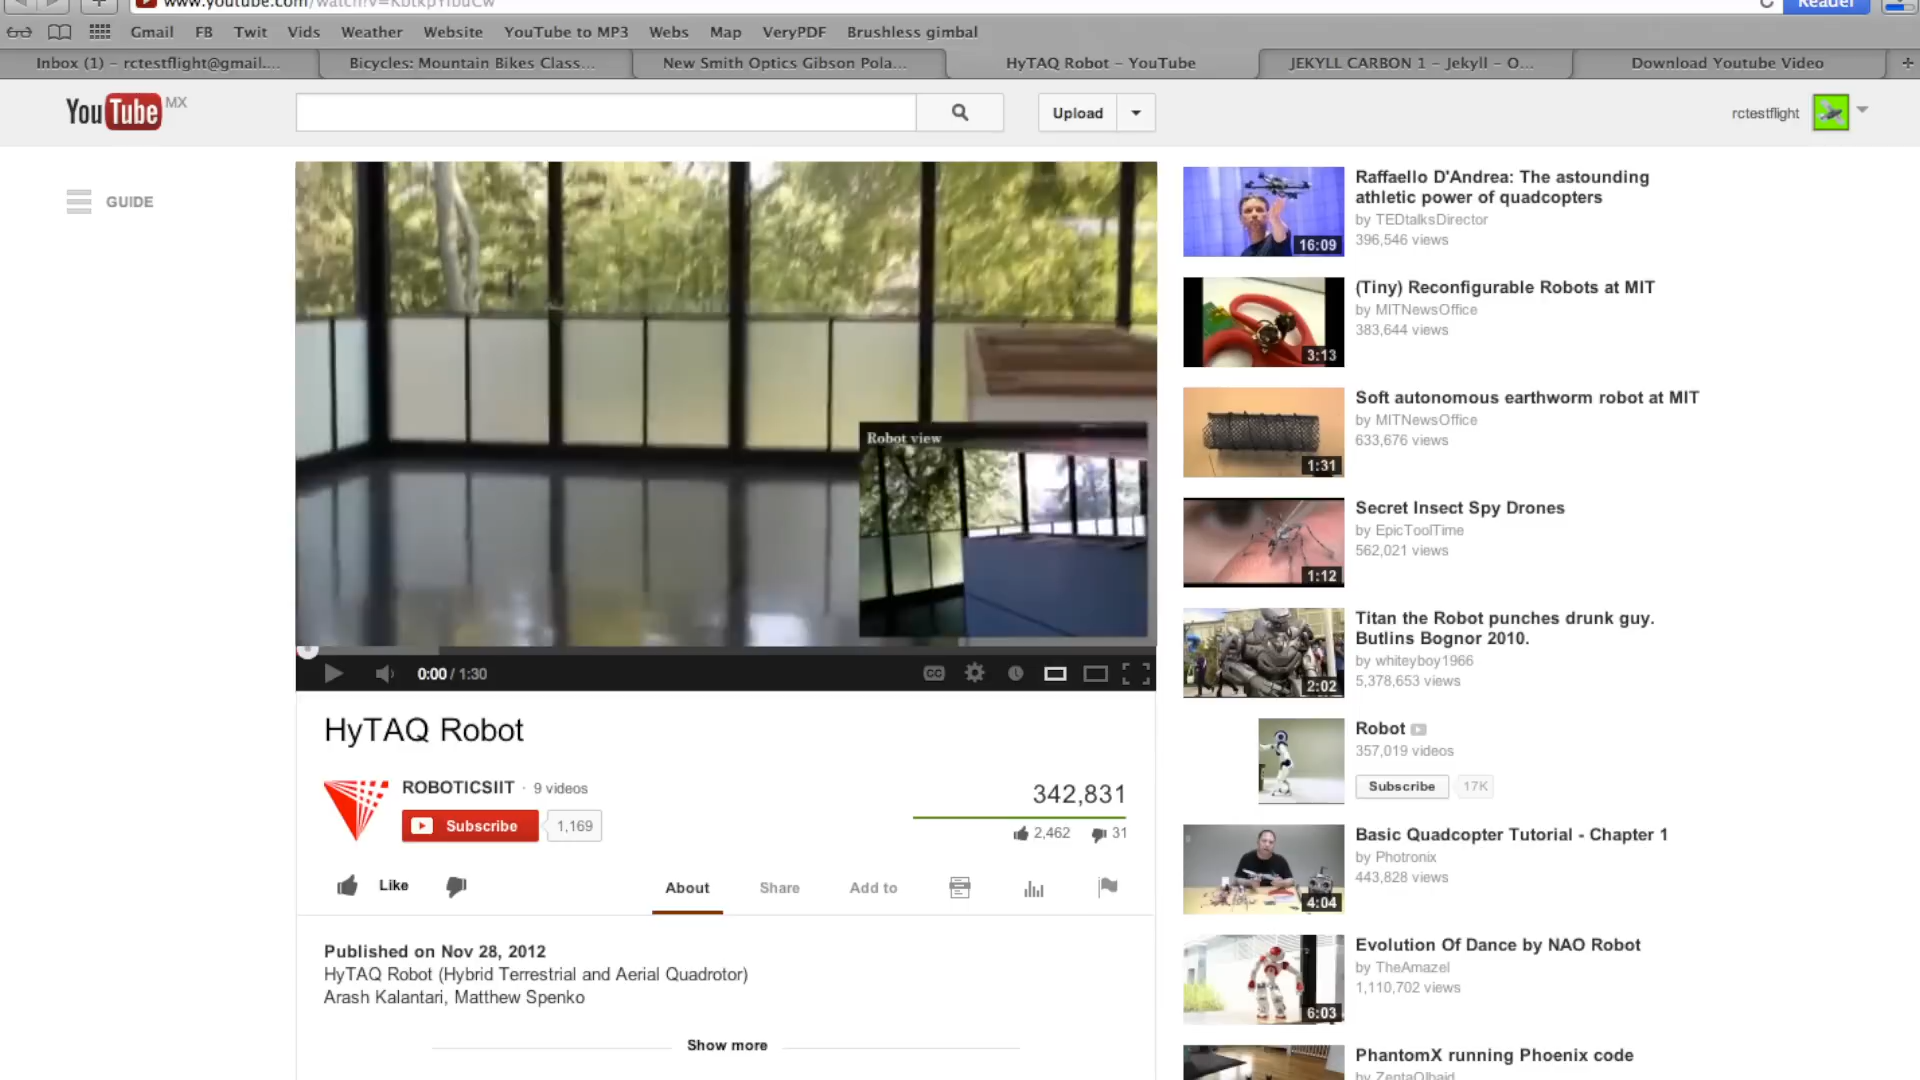 www.youtube.com/watch?v=
Reader
Gmail FB Twit Vids Weather Website YouTube to MP3 Webs Map VeryPDF Brushless gimbal
Inbox (1) – rctestflight@gmail....
Bicycles: Mountain Bikes Class...
New Smith Optics Gibson Pola...
HyTAQ Robot – YouTube
JEKYLL CARBON 1 – Jekyll – O...
Download Youtube Video
YouTube MX
Upload
rctestflight
GUIDE
Robot view
0:00 / 1:30
CC
HyTAQ Robot
ROBOTICSIIT · 9 videos
Subscribe 1,169
342,831
2,462 31
Like
About Share Add to
Published on Nov 28, 2012
HyTAQ Robot (Hybrid Terrestrial and Aerial Quadrotor)
Arash Kalantari, Matthew Spenko
Show more
16:09
Raffaello D'Andrea: The astounding
athletic power of quadcopters
by TEDtalksDirector
396,546 views
3:13
(Tiny) Reconfigurable Robots at MIT
by MITNewsOffice
383,644 views
1:31
Soft autonomous earthworm robot at MIT
by MITNewsOffice
633,676 views
1:12
Secret Insect Spy Drones
by EpicToolTime
562,021 views
2:02
Titan the Robot punches drunk guy.
Butlins Bognor 2010.
by whiteyboy1966
5,378,653 views
Robot
357,019 videos
Subscribe 17K
4:04
Basic Quadcopter Tutorial - Chapter 1
by Photronix
443,828 views
6:03
Evolution Of Dance by NAO Robot
by TheAmazel
1,110,702 views
PhantomX running Phoenix code
by ZentaOlbaid